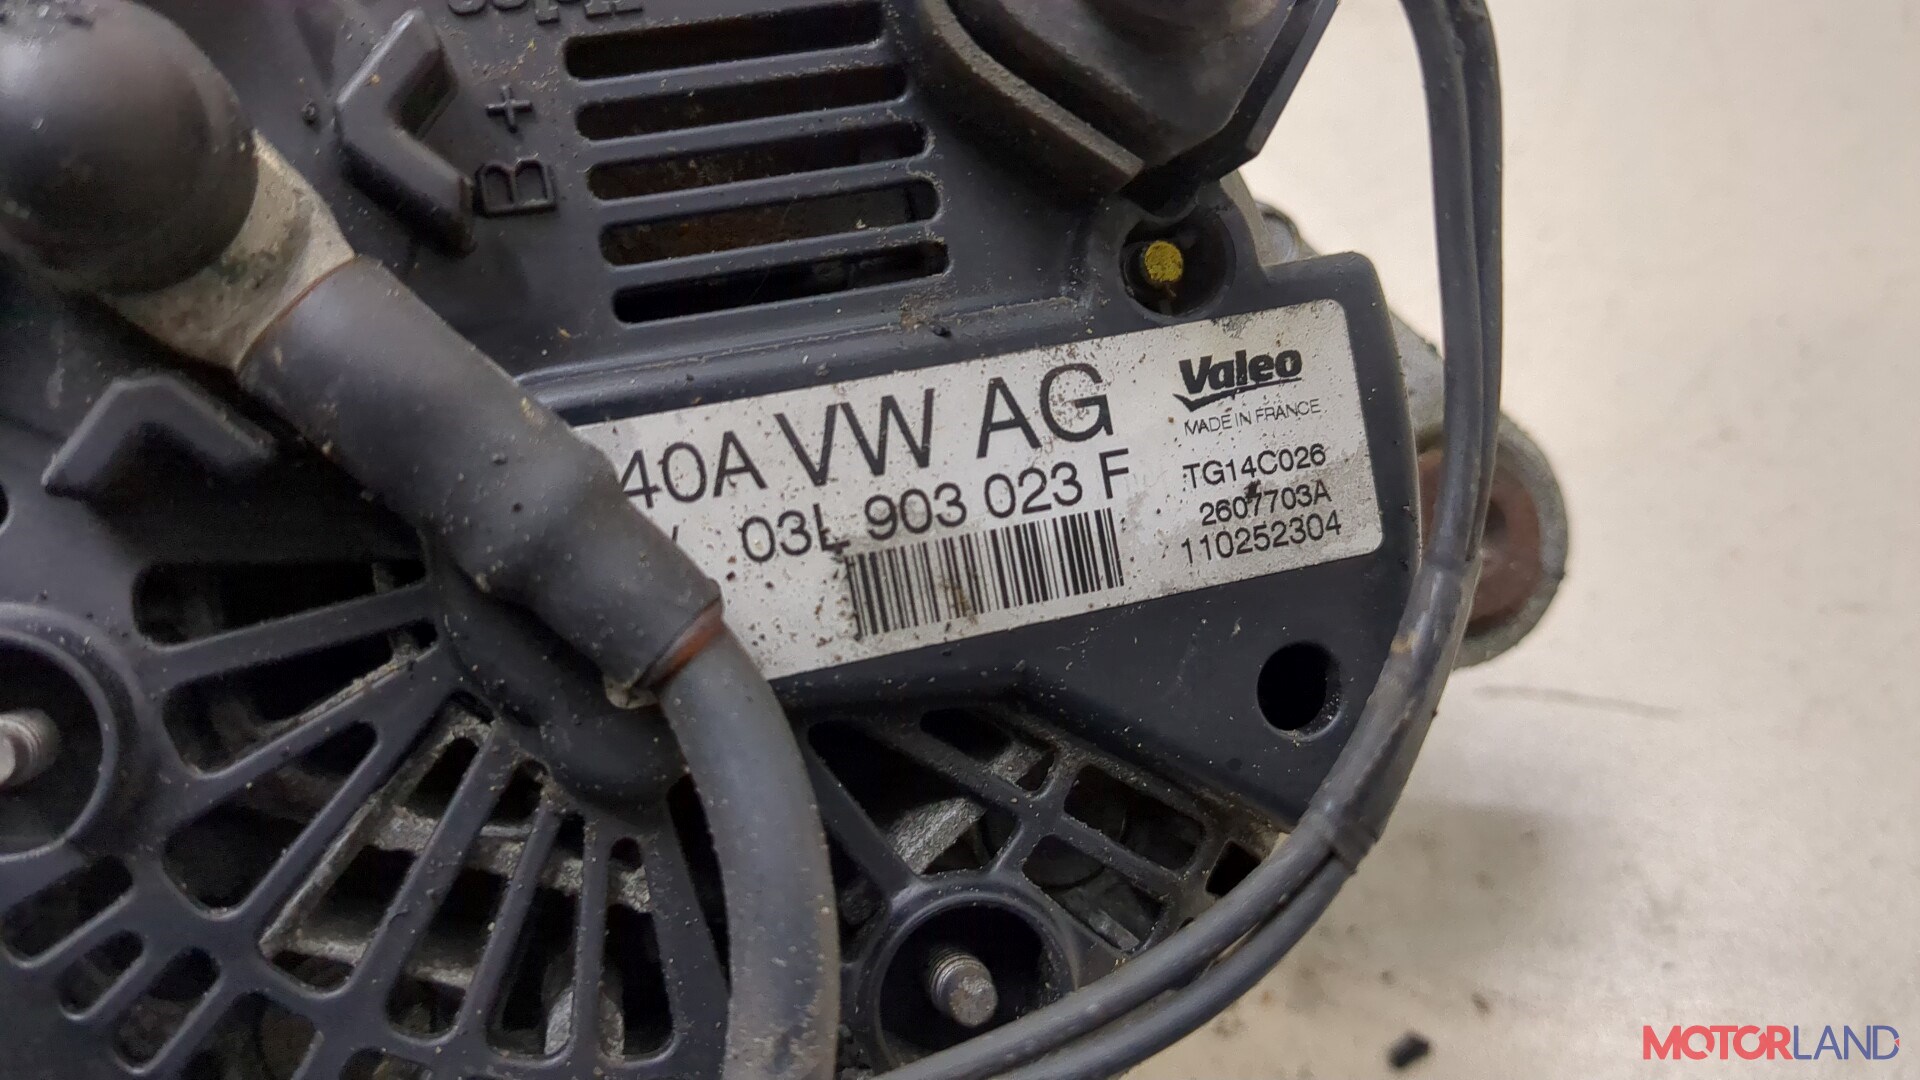 B+
40A VW AG
03L 903 023 F
Valeo
MADE IN FRANCE
TG14C026
2607703A
110252304
MOTORLAND